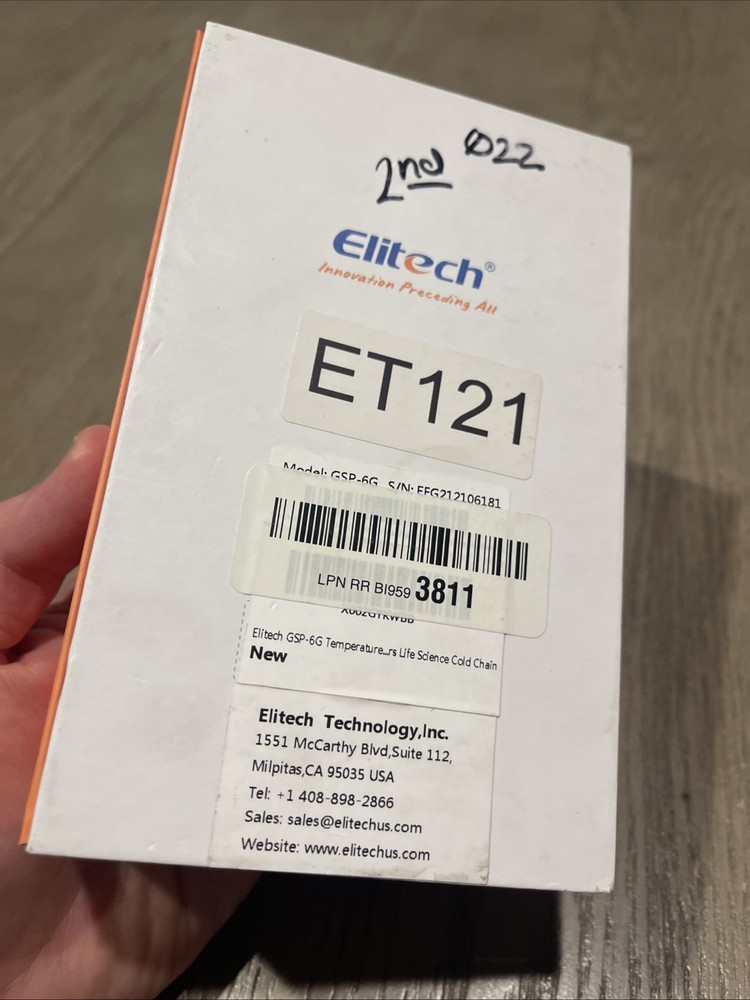 2nd 022
Elitech®
Innovation Preceding All
ET121
Model: GSP-6G S/N: EFG212106181
LPN RR BI959 3811
Elitech GSP-6G Temperature...rs Life Science Cold Chain
New
Elitech Technology,Inc.
1551 McCarthy Blvd,Suite 112,
Milpitas,CA 95035 USA
Tel: +1 408-898-2866
Sales: sales@elitechus.com
Website: www.elitechus.com